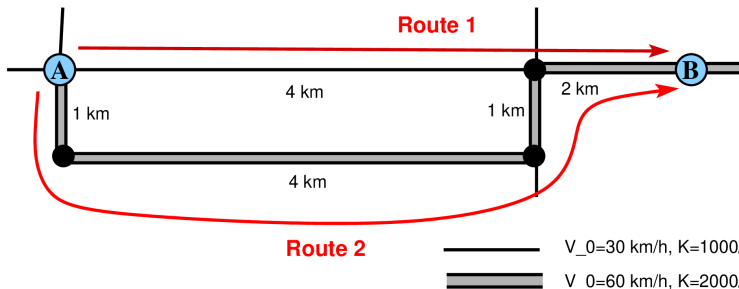 Route 1
A
B
4 km
2 km
1 km
1 km
4 km
Route 2
V_0=30 km/h, K=1000
V_0=60 km/h, K=2000